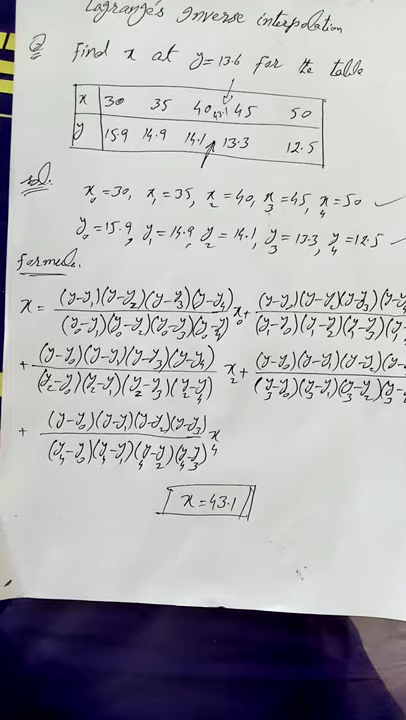 Lagrange's Inverse interpolation
Q Find x at y=13.6 for the table
x 30 35 40 43.1 45 50
y 15.9 14.9 14.1 13.3 12.5
sol. x₀=30, x₁=35, x₂=40, x₃=45, x₄=50
y₀=15.9, y₁=14.9, y₂=14.1, y₃=13.3, y₄=12.5
formula.
x = (y-y₁)(y-y₂)(y-y₃)(y-y₄) / (y₀-y₁)(y₀-y₂)(y₀-y₃)(y₀-y₄) x₀ + (y-y₀)(y-y₂)(y-y₃)(y-y₄ / (y₁-y₀)(y₁-y₂)(y₁-y₃)(y₁
+ (y-y₀)(y-y₁)(y-y₃)(y-y₄) / (y₂-y₀)(y₂-y₁)(y₂-y₃)(y₂-y₄) x₂ + (y-y₀)(y-y₁)(y-y₂)(y- / (y₃-y₀)(y₃-y₁)(y₃-y₂)(y₃-
+ (y-y₀)(y-y₁)(y-y₂)(y-y₃) / (y₄-y₀)(y₄-y₁)(y₄-y₂)(y₄-y₃) x₄
x=43.1